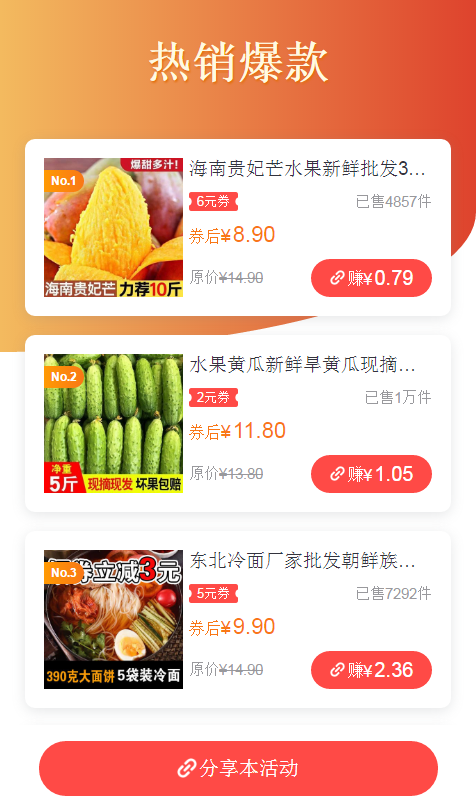 热销爆款
爆甜多汁!
No.1
海南贵妃芒 力荐10斤
海南贵妃芒水果新鲜批发3...
6元券
已售4857件
券后¥8.90
原价¥14.90
赚¥0.79
No.2
净重
5斤
现摘现发 坏果包赔
水果黄瓜新鲜旱黄瓜现摘...
2元券
已售1万件
券后¥11.80
原价¥13.80
赚¥1.05
券立减3元
No.3
390克大面饼 5袋装冷面
东北冷面厂家批发朝鲜族...
5元券
已售7292件
券后¥9.90
原价¥14.90
赚¥2.36
分享本活动